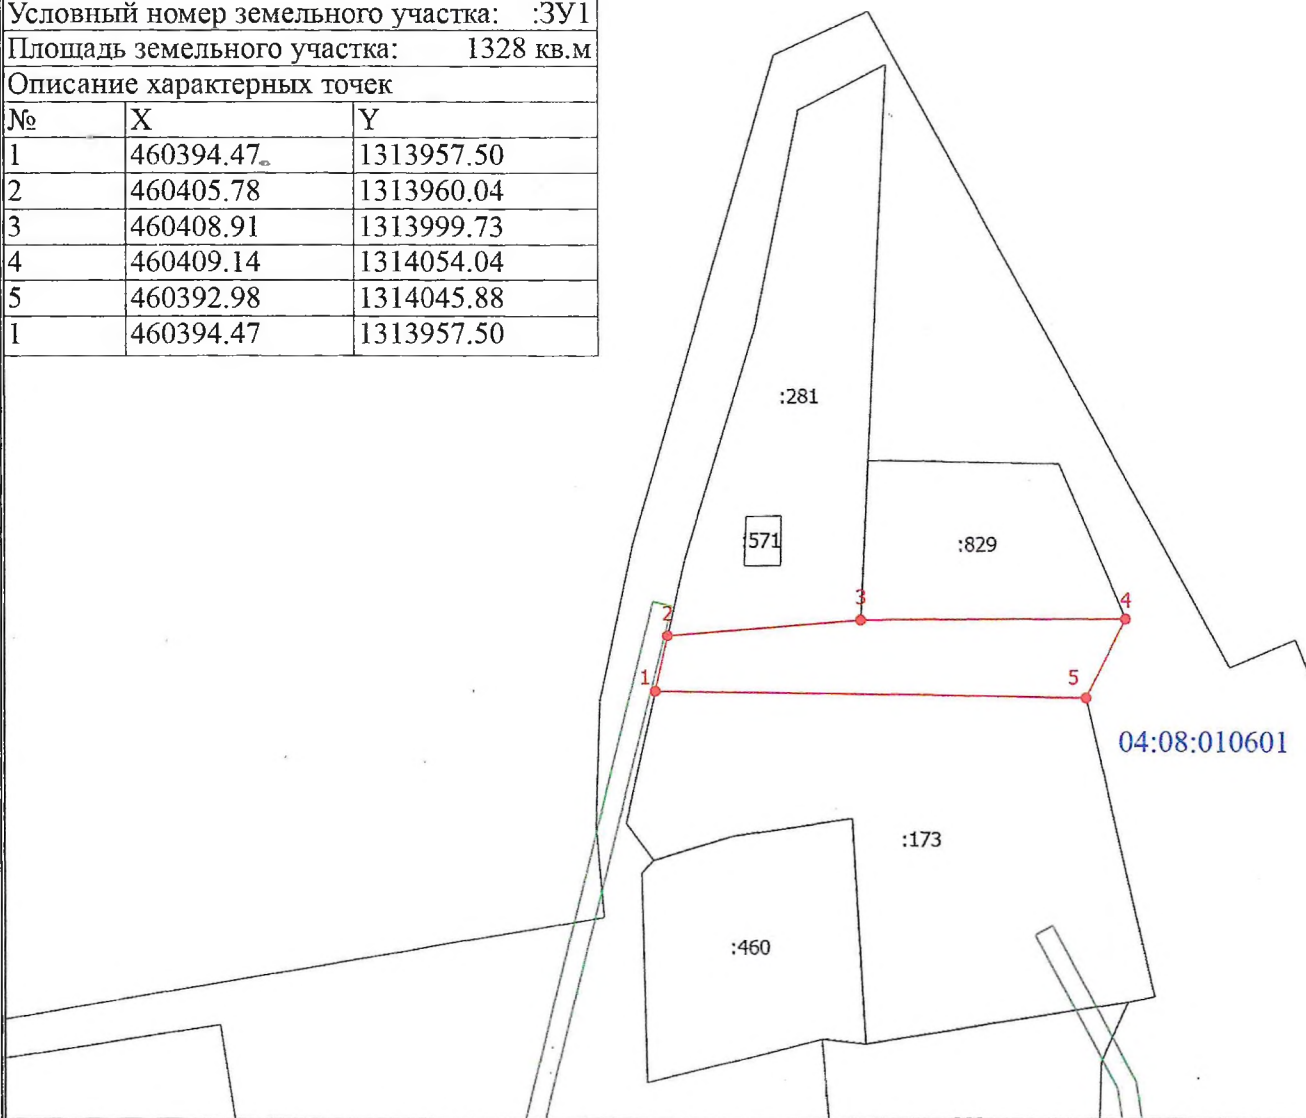 Условный номер земельного участка: :ЗУ1
Площадь земельного участка: 1328 кв.м
Описание характерных точек
№ X Y
1 460394.47 1313957.50
2 460405.78 1313960.04
3 460408.91 1313999.73
4 460409.14 1314054.04
5 460392.98 1314045.88
1 460394.47 1313957.50
:281
:571
:829
3
4
2
1
5
04:08:010601
:173
:460